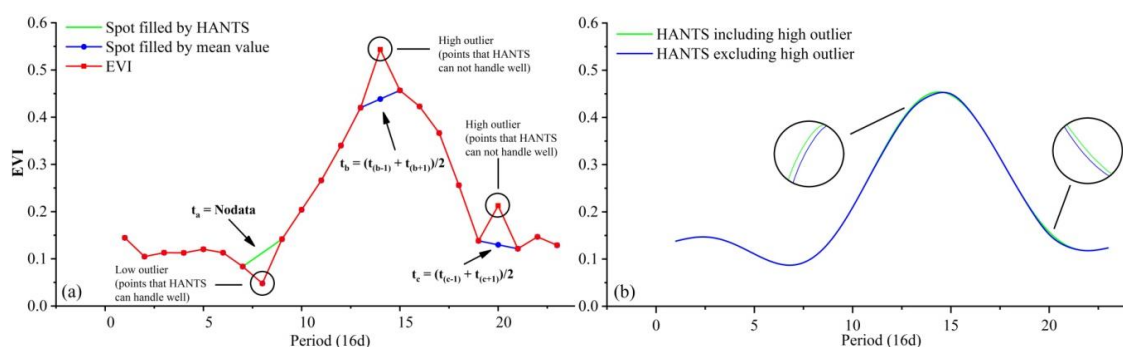 Spot filled by HANTS
Spot filled by mean value
EVI
High outlier
(points that HANTS
can not handle well)
High outlier
(points that HANTS
can not handle well)
t_b = (t_(b-1) + t_(b+1))/2
t_a = Nodata
Low outlier
(points that HANTS
can handle well)
t_c = (t_(c-1) + t_(c+1))/2
(a)
EVI
0.6
0.5
0.4
0.3
0.2
0.1
0.0
0
5
10
15
20
Period (16d)
HANTS including high outlier
HANTS excluding high outlier
(b)
0.6
0.5
0.4
0.3
0.2
0.1
0.0
0
5
10
15
20
Period (16d)